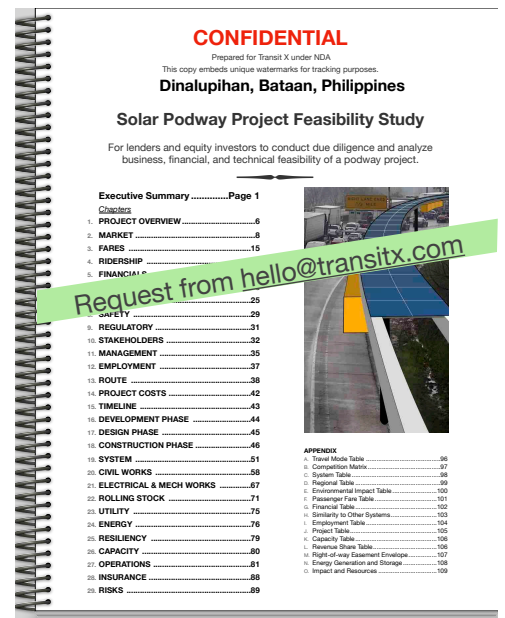 CONFIDENTIAL
Prepared for Transit X under NDA
This copy embeds unique watermarks for tracking purposes.
Dinalupihan, Bataan, Philippines
Solar Podway Project Feasibility Study
For lenders and equity investors to conduct due diligence and analyze
business, financial, and technical feasibility of a podway project.
Executive Summary ..............Page 1
Chapters
1. PROJECT OVERVIEW ..................................6
2. MARKET ..................................8
3. FARES ..................................15
4. RIDERSHIP
5. FINANCIALS
Request from hello@transitx.com
25
8. SAFETY ..................................29
9. REGULATORY ..................................31
10. STAKEHOLDERS ..................................32
11. MANAGEMENT ..................................35
12. EMPLOYMENT ..................................37
13. ROUTE ..................................38
14. PROJECT COSTS ..................................42
15. TIMELINE ..................................43
16. DEVELOPMENT PHASE ..................................44
17. DESIGN PHASE ..................................45
18. CONSTRUCTION PHASE ..................................46
19. SYSTEM ..................................51
20. CIVIL WORKS ..................................58
21. ELECTRICAL & MECH WORKS ...........67
22. ROLLING STOCK ..................................71
23. UTILITY ..................................75
24. ENERGY ..................................76
25. RESILIENCY ..................................79
26. CAPACITY ..................................80
27. OPERATIONS ..................................81
28. INSURANCE ..................................88
29. RISKS ..................................89
APPENDIX
A. Travel Mode Table ..................................96
B. Competition Matrix ..................................97
C. System Table ..................................98
D. Regional Table ..................................99
E. Environmental Impact Table ......................100
F. Passenger Fare Table ..................................101
G. Financial Table ..................................102
H. Similarity to Other Systems ......................103
I. Employment Table ..................................104
J. Project Table ..................................105
K. Capacity Table ..................................106
L. Revenue Share Table ..................................106
M. Right-of-way Easement Envelope ..............107
N. Energy Generation and Storage ..................108
O. Impact and Resources ..................................109